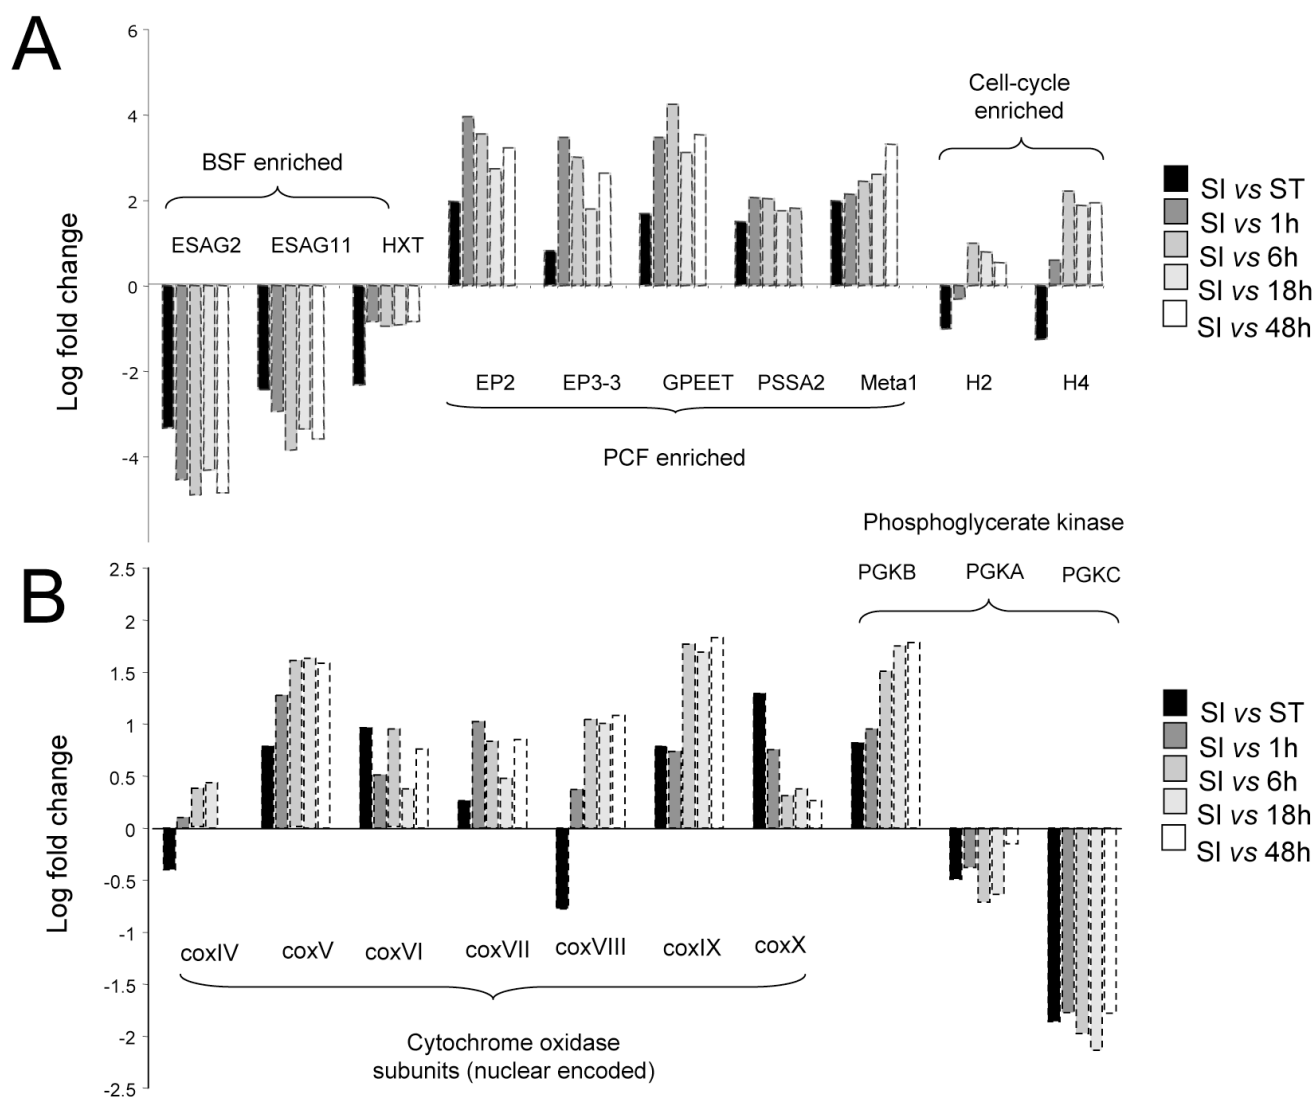 A
6
4
2
0
-2
-4
Log fold change
BSF enriched
ESAG2 ESAG11 HXT
Cell-cycle
enriched
EP2 EP3-3 GPEET PSSA2 Meta1 H2 H4
PCF enriched
SI vs ST
SI vs 1h
SI vs 6h
SI vs 18h
SI vs 48h
B
2.5
2
1.5
1
0.5
0
-0.5
-1
-1.5
-2
-2.5
Log fold change
Phosphoglycerate kinase
PGKB PGKA PGKC
coxIV coxV coxVI coxVII coxVIII coxIX coxX
Cytochrome oxidase
subunits (nuclear encoded)
SI vs ST
SI vs 1h
SI vs 6h
SI vs 18h
SI vs 48h